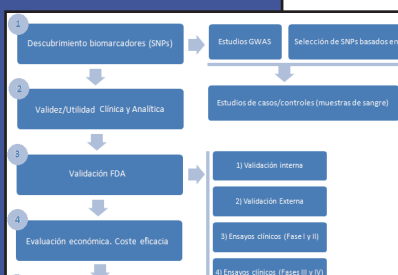 1
Descubrimiento biomarcadores (SNPs)
Estudios GWAS
Selección de SNPs basados en
2
Validez/Utilidad Clínica y Analítica
Estudios de casos/controles (muestras de sangre)
3
Validación FDA
1) Validación interna
2) Validación Externa
4
Evaluación económica. Coste eficacia
3) Ensayos clínicos (Fase I y II)
4) Ensayos clínicos (Fases III y IV)